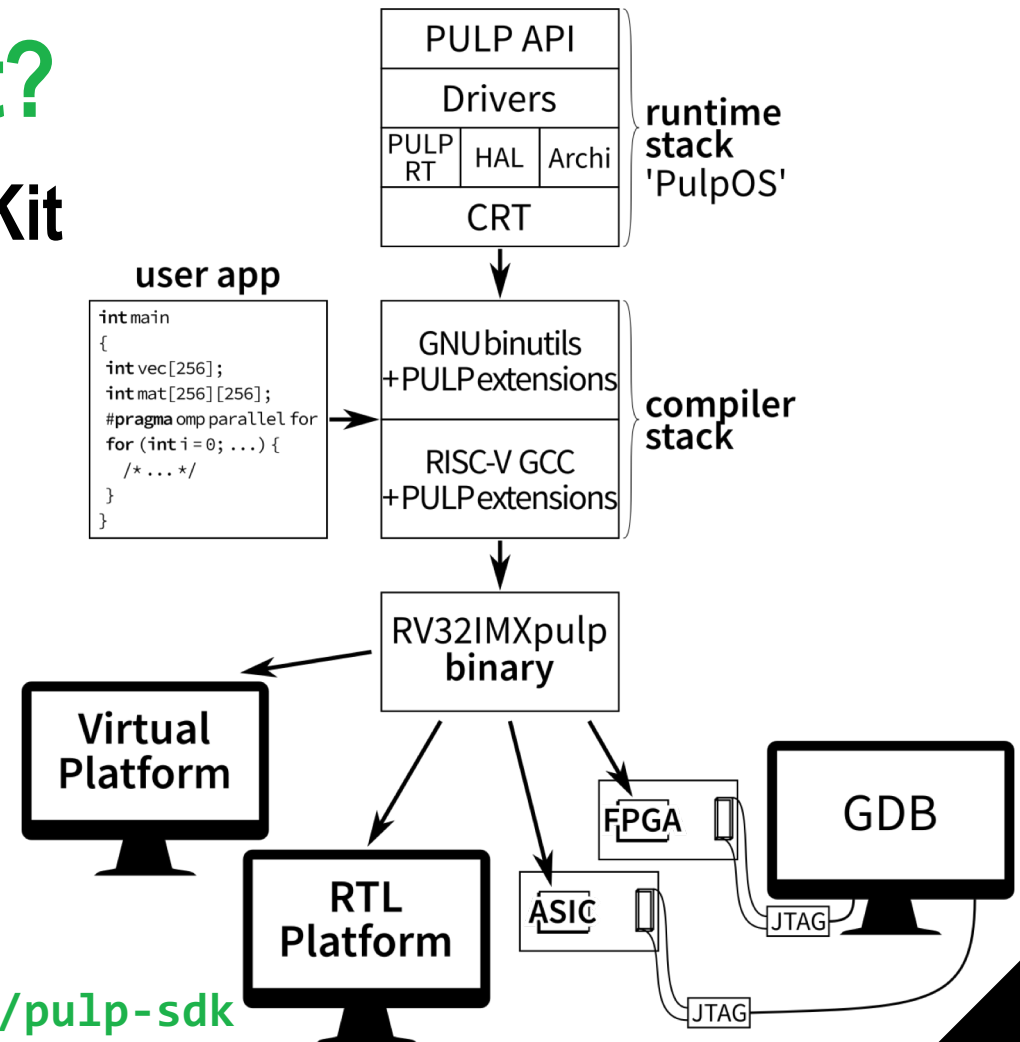 t?
Kit
PULP API
Drivers
PULP
RT
HAL
Archi
CRT
runtime
stack
'PulpOS'
user app
int main
{
int vec[256];
int mat[256][256];
#pragma omp parallel for
for (int i = 0; ...) {
/* ... */
}
}
GNU binutils
+PULP extensions
RISC-V GCC
+PULP extensions
compiler
stack
RV32IMXpulp
binary
Virtual
Platform
RTL
Platform
FPGA
ASIC
GDB
JTAG
JTAG
/pulp-sdk